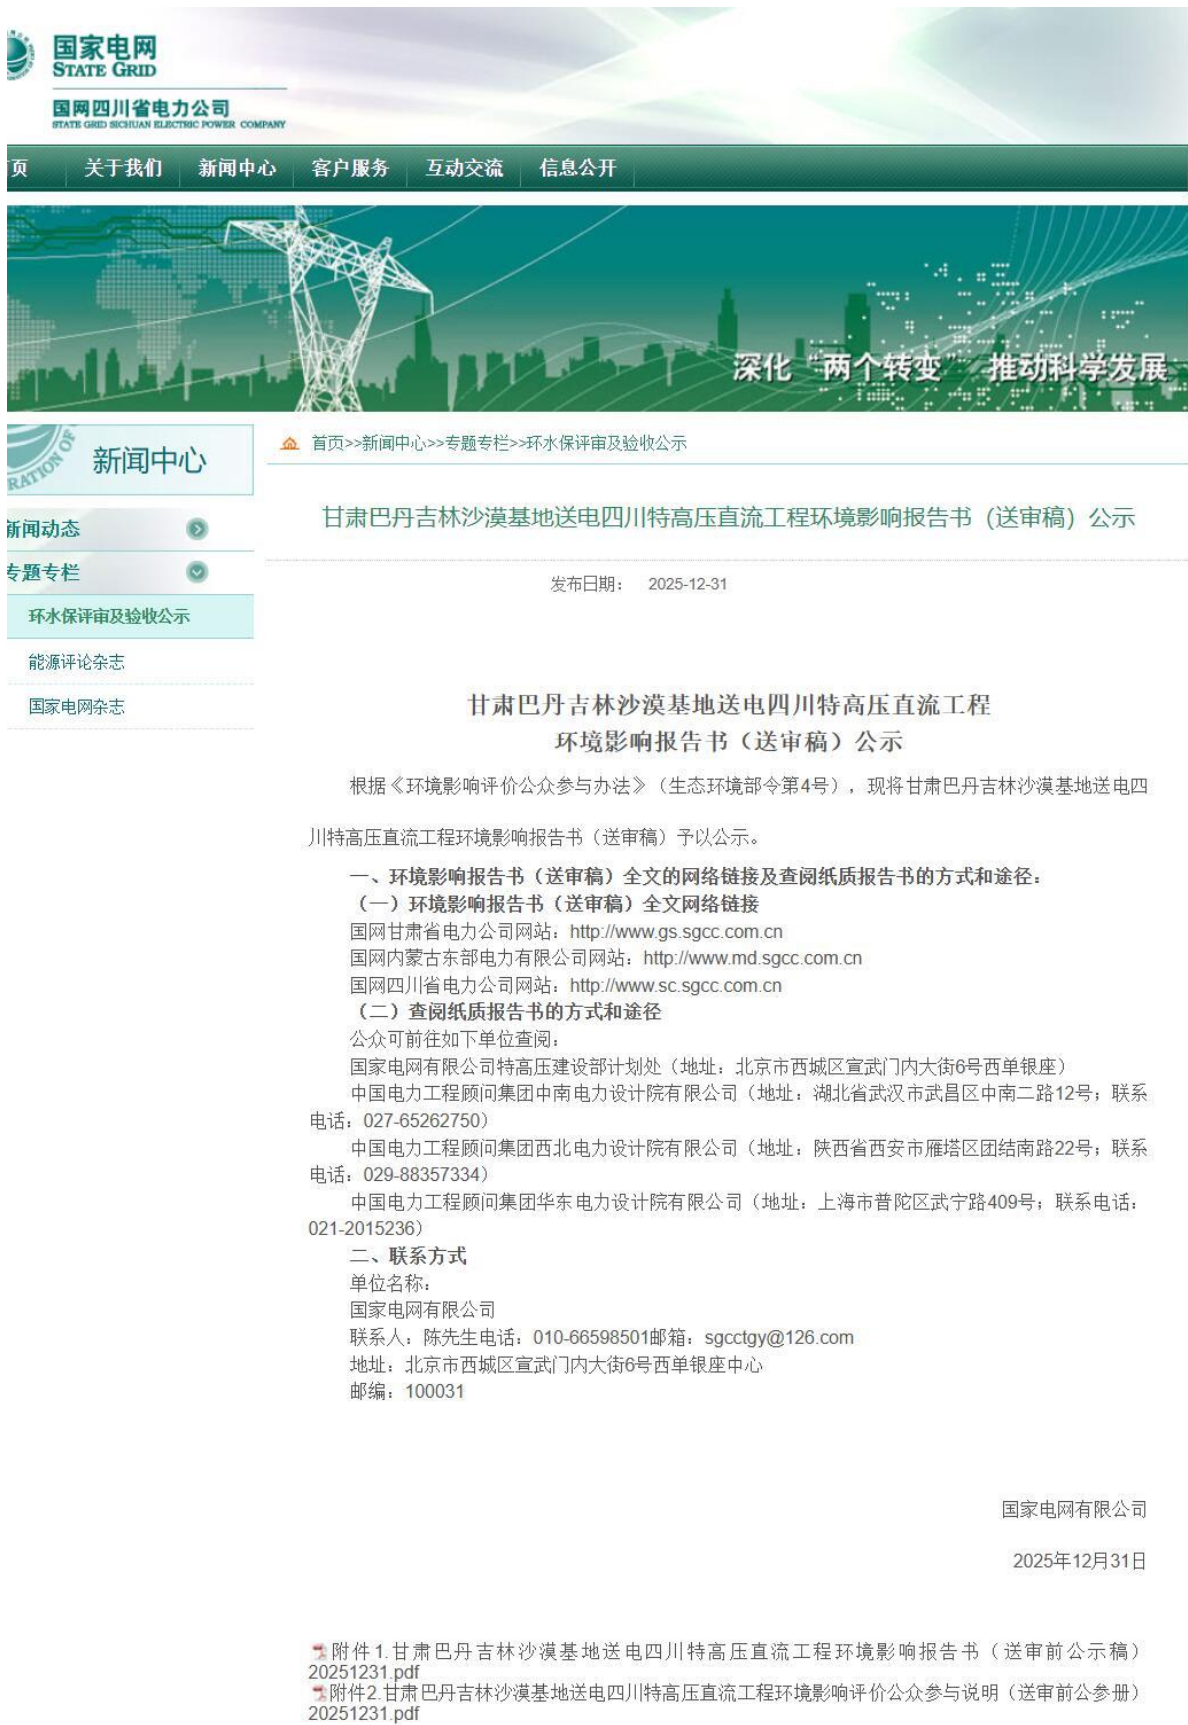 国家电网
STATE GRID
国网四川省电力公司
STATE GRID SICHUAN ELECTRIC POWER COMPANY
页 关于我们 新闻中心 客户服务 互动交流 信息公开
深化“两个转变” 推动科学发展
RATION OF
新闻中心
首页>>新闻中心>>专题专栏>>环水保评审及验收公示
新闻动态
专题专栏
环水保评审及验收公示
能源评论杂志
国家电网杂志
甘肃巴丹吉林沙漠基地送电四川特高压直流工程环境影响报告书（送审稿）公示
发布日期： 2025-12-31
甘肃巴丹吉林沙漠基地送电四川特高压直流工程
环境影响报告书（送审稿）公示
根据《环境影响评价公众参与办法》（生态环境部令第4号），现将甘肃巴丹吉林沙漠基地送电四
川特高压直流工程环境影响报告书（送审稿）予以公示。
一、环境影响报告书（送审稿）全文的网络链接及查阅纸质报告书的方式和途径：
（一）环境影响报告书（送审稿）全文网络链接
国网甘肃省电力公司网站：http://www.gs.sgcc.com.cn
国网内蒙古东部电力有限公司网站：http://www.md.sgcc.com.cn
国网四川省电力公司网站：http://www.sc.sgcc.com.cn
（二）查阅纸质报告书的方式和途径
公众可前往如下单位查阅：
国家电网有限公司特高压建设部计划处（地址：北京市西城区宣武门内大街6号西单银座）
中国电力工程顾问集团中南电力设计院有限公司（地址：湖北省武汉市武昌区中南二路12号；联系
电话：027-65262750）
中国电力工程顾问集团西北电力设计院有限公司（地址：陕西省西安市雁塔区团结南路22号；联系
电话：029-88357334）
中国电力工程顾问集团华东电力设计院有限公司（地址：上海市普陀区武宁路409号；联系电话：
021-2015236）
二、联系方式
单位名称：
国家电网有限公司
联系人：陈先生电话：010-66598501邮箱：sgcctgy@126.com
地址：北京市西城区宣武门内大街6号西单银座中心
邮编：100031
国家电网有限公司
2025年12月31日
附件1.甘肃巴丹吉林沙漠基地送电四川特高压直流工程环境影响报告书（送审前公示稿）
20251231.pdf
附件2.甘肃巴丹吉林沙漠基地送电四川特高压直流工程环境影响评价公众参与说明（送审前公参册）
20251231.pdf